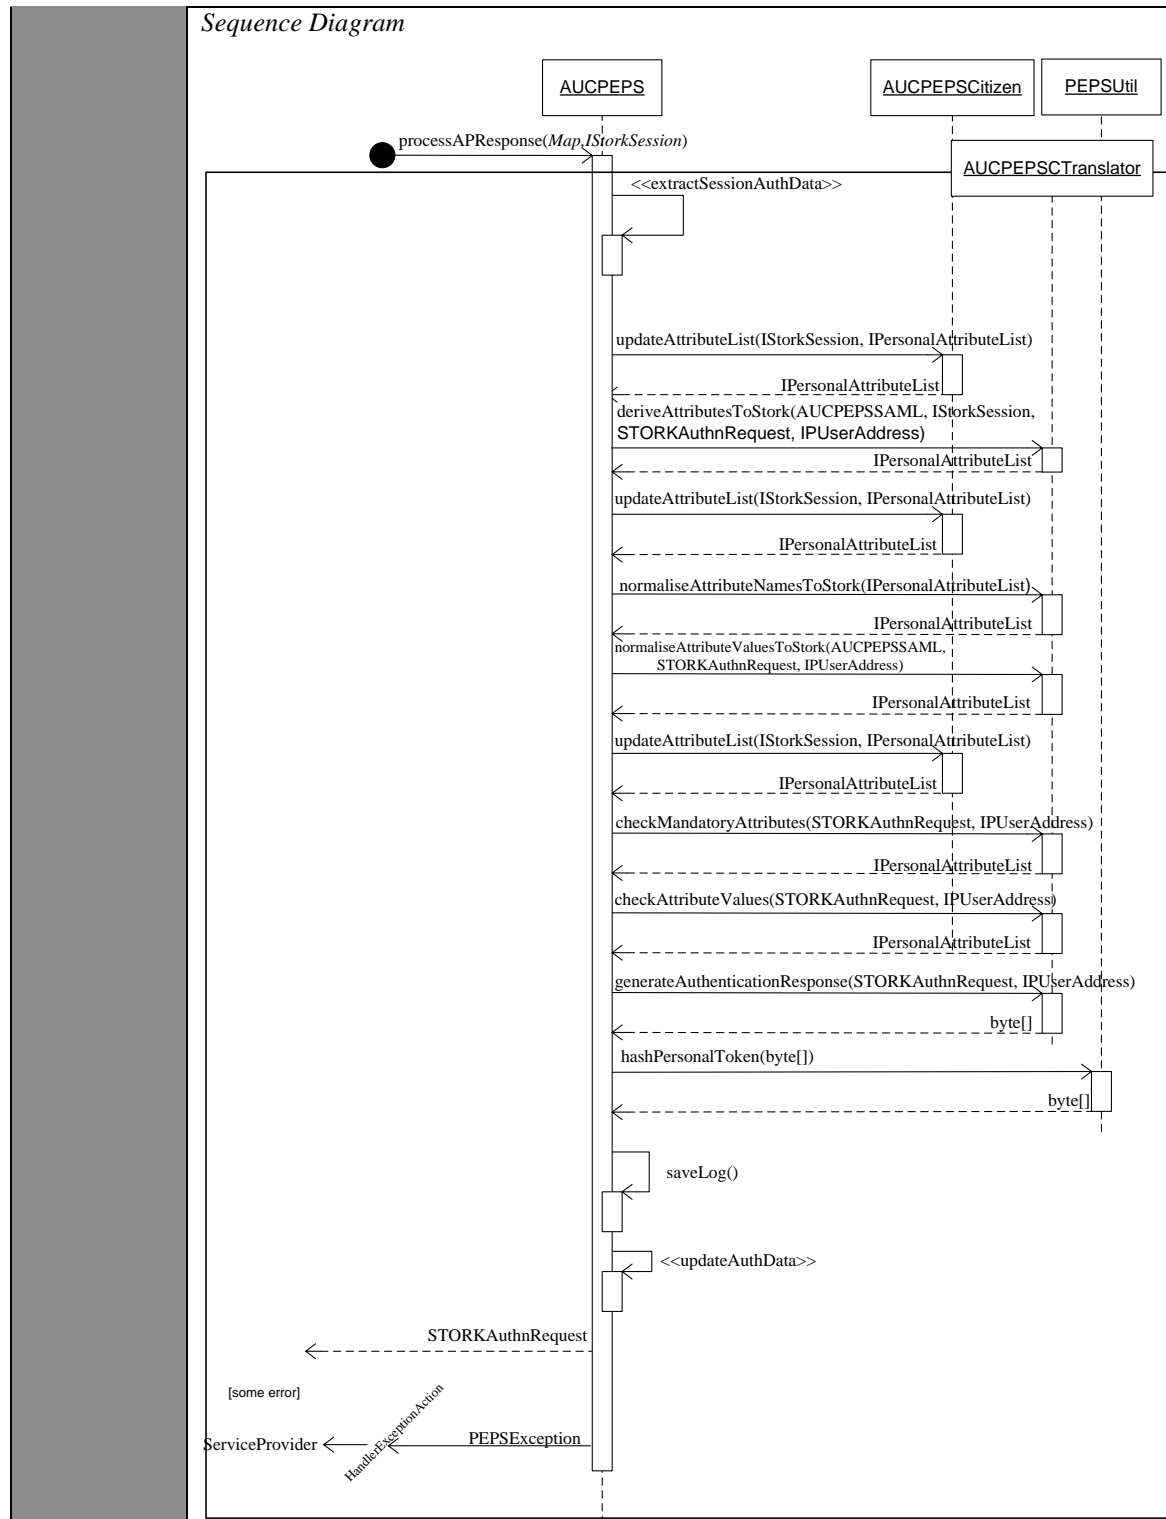 Sequence Diagram
AUCPEPS
AUCPEPSCitizen
PEPSUtil
processAPResponse(Map,IStorkSession)
AUCPEPSCTranslator
<<extractSessionAuthData>>
updateAttributeList(IStorkSession, IPersonalAttributeList)
IPersonalAttributeList
deriveAttributesToStork(AUCPEPSSAML, IStorkSession,
STORKAuthnRequest, IPUserAddress)
IPersonalAttributeList
updateAttributeList(IStorkSession, IPersonalAttributeList)
IPersonalAttributeList
normaliseAttributeNamesToStork(IPersonalAttributeList)
IPersonalAttributeList
normaliseAttributeValuesToStork(AUCPEPSSAML,
STORKAuthnRequest, IPUserAddress)
IPersonalAttributeList
updateAttributeList(IStorkSession, IPersonalAttributeList)
IPersonalAttributeList
checkMandatoryAttributes(STORKAuthnRequest, IPUserAddress)
IPersonalAttributeList
checkAttributeValues(STORKAuthnRequest, IPUserAddress)
IPersonalAttributeList
generateAuthenticationResponse(STORKAuthnRequest, IPUserAddress)
byte[]
hashPersonalToken(byte[])
byte[]
saveLog()
<<updateAuthData>>
STORKAuthnRequest
[some error]
HandlerExceptionAction
ServiceProvider
PEPSException